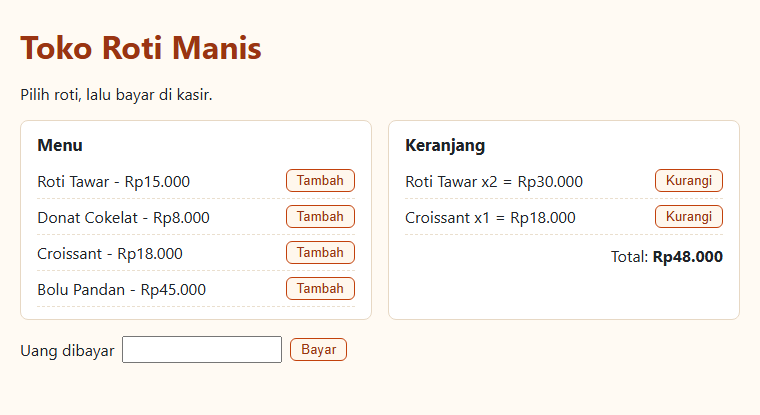 Toko Roti Manis
Pilih roti, lalu bayar di kasir.
Menu
Roti Tawar - Rp15.000 Tambah
Donat Cokelat - Rp8.000 Tambah
Croissant - Rp18.000 Tambah
Bolu Pandan - Rp45.000 Tambah
Keranjang
Roti Tawar x2 = Rp30.000 Kurangi
Croissant x1 = Rp18.000 Kurangi
Total: Rp48.000
Uang dibayar Bayar